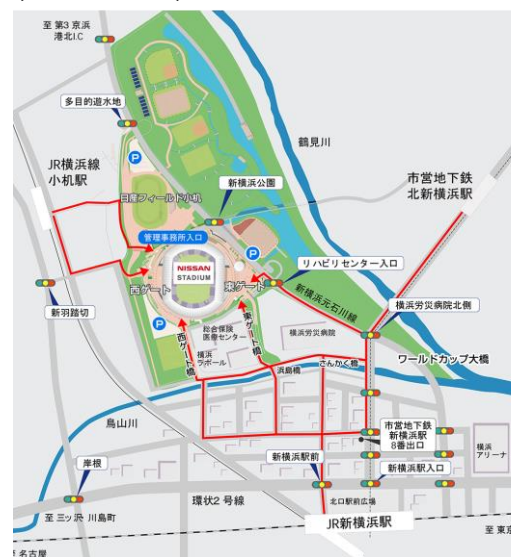 至 第3 京浜
港北I.C
多目的遊水地
鶴見川
JR横浜線
小机駅
P
日産フィールド小机
新横浜公園
市営地下鉄
北新横浜駅
管理事務所入口
P
リハビリセンター入口
NISSAN
STADIUM
西ゲート
東ゲート
新横浜元石川線
横浜労災病院北側
新羽踏切
P
西ゲート橋
総合保険
医療センター
横浜
ラポール
東ゲート橋
横浜労災病院
ワールドカップ大橋
浜鳥橋
さんかく橋
鳥山川
市営地下鉄
新横浜駅
8番出口
横浜
アリーナ
岸根
新横浜駅前
新横浜駅入口
環状2 号線
北口駅前広場
至 三ッ沢・川島町
JR新横浜駅
至 東京
至 名古屋